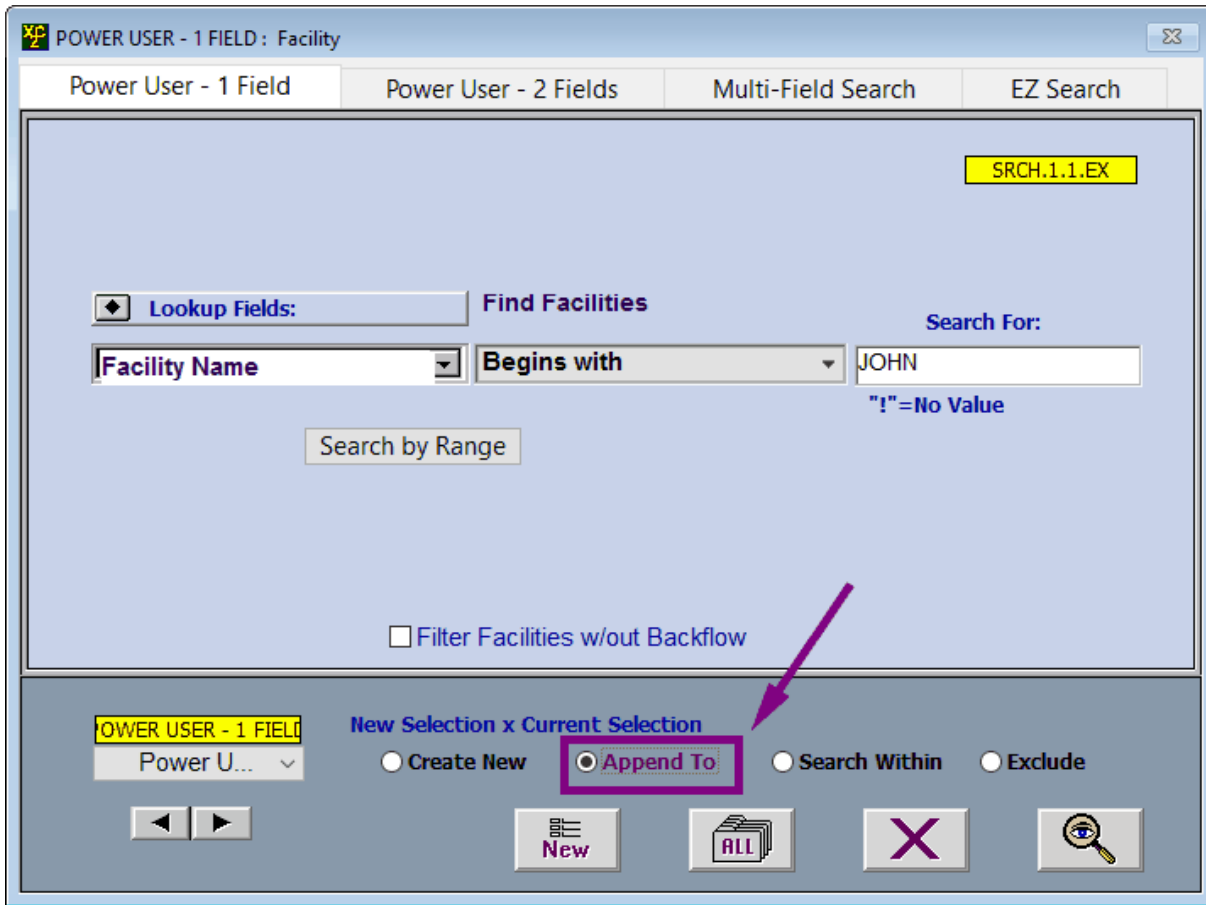 POWER USER - 1 FIELD : Facility
Power User - 1 Field Power User - 2 Fields Multi-Field Search EZ Search
SRCH.1.1.EX
Lookup Fields: Find Facilities
Search For:
Facility Name Begins with JOHN
"!"=No Value
Search by Range
Filter Facilities w/out Backflow
OWER USER - 1 FIELD New Selection x Current Selection
Power U... Create New Append To Search Within Exclude
New ALL X